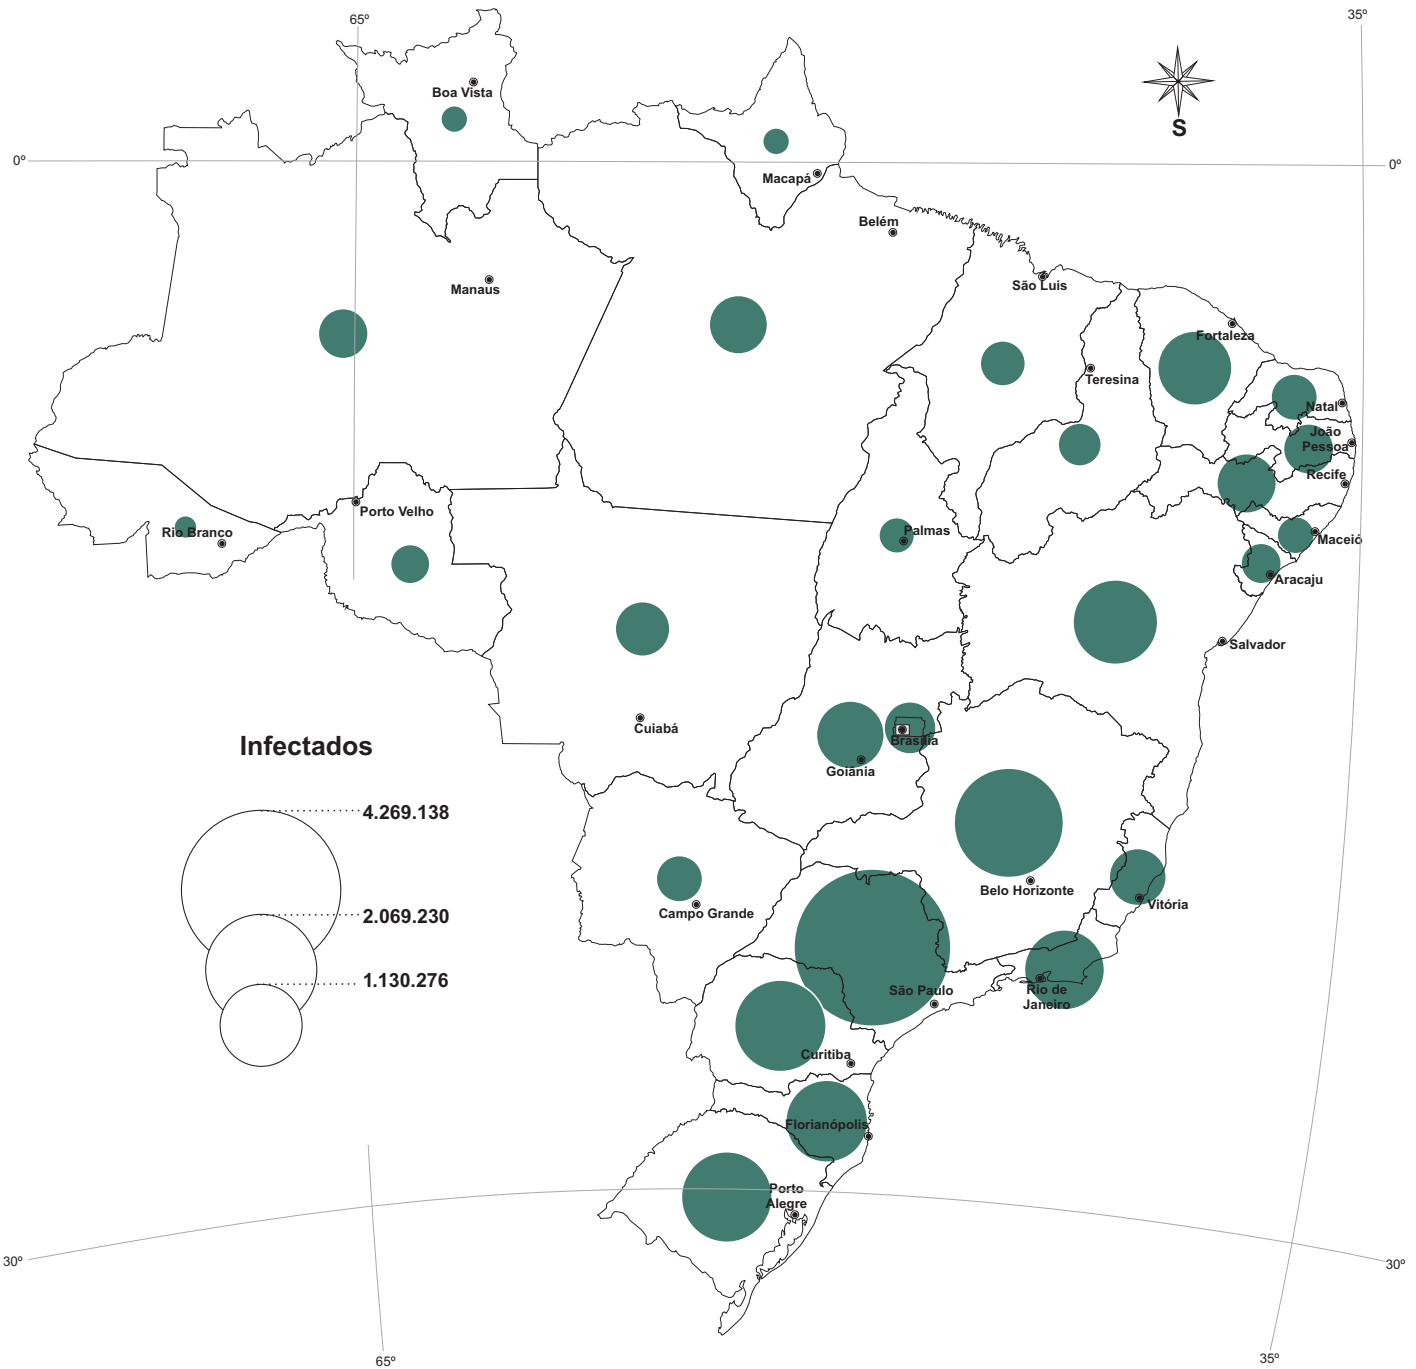 65º
35º
Boa Vista
S
0º
0º
Macapá
Belém
São Luis
Manaus
Fortaleza
Teresina
Natal
João
Pessoa
Recife
Porto Velho
Rio Branco
Palmas
Maceió
Aracaju
Salvador
Cuiabá
Brasília
Goiânia
Infectados
4.269.138
2.069.230
1.130.276
Belo Horizonte
Campo Grande
Vitória
São Paulo
Rio de
Janeiro
Curitiba
Florianópolis
Porto
Alegre
30º
30º
65º
35º